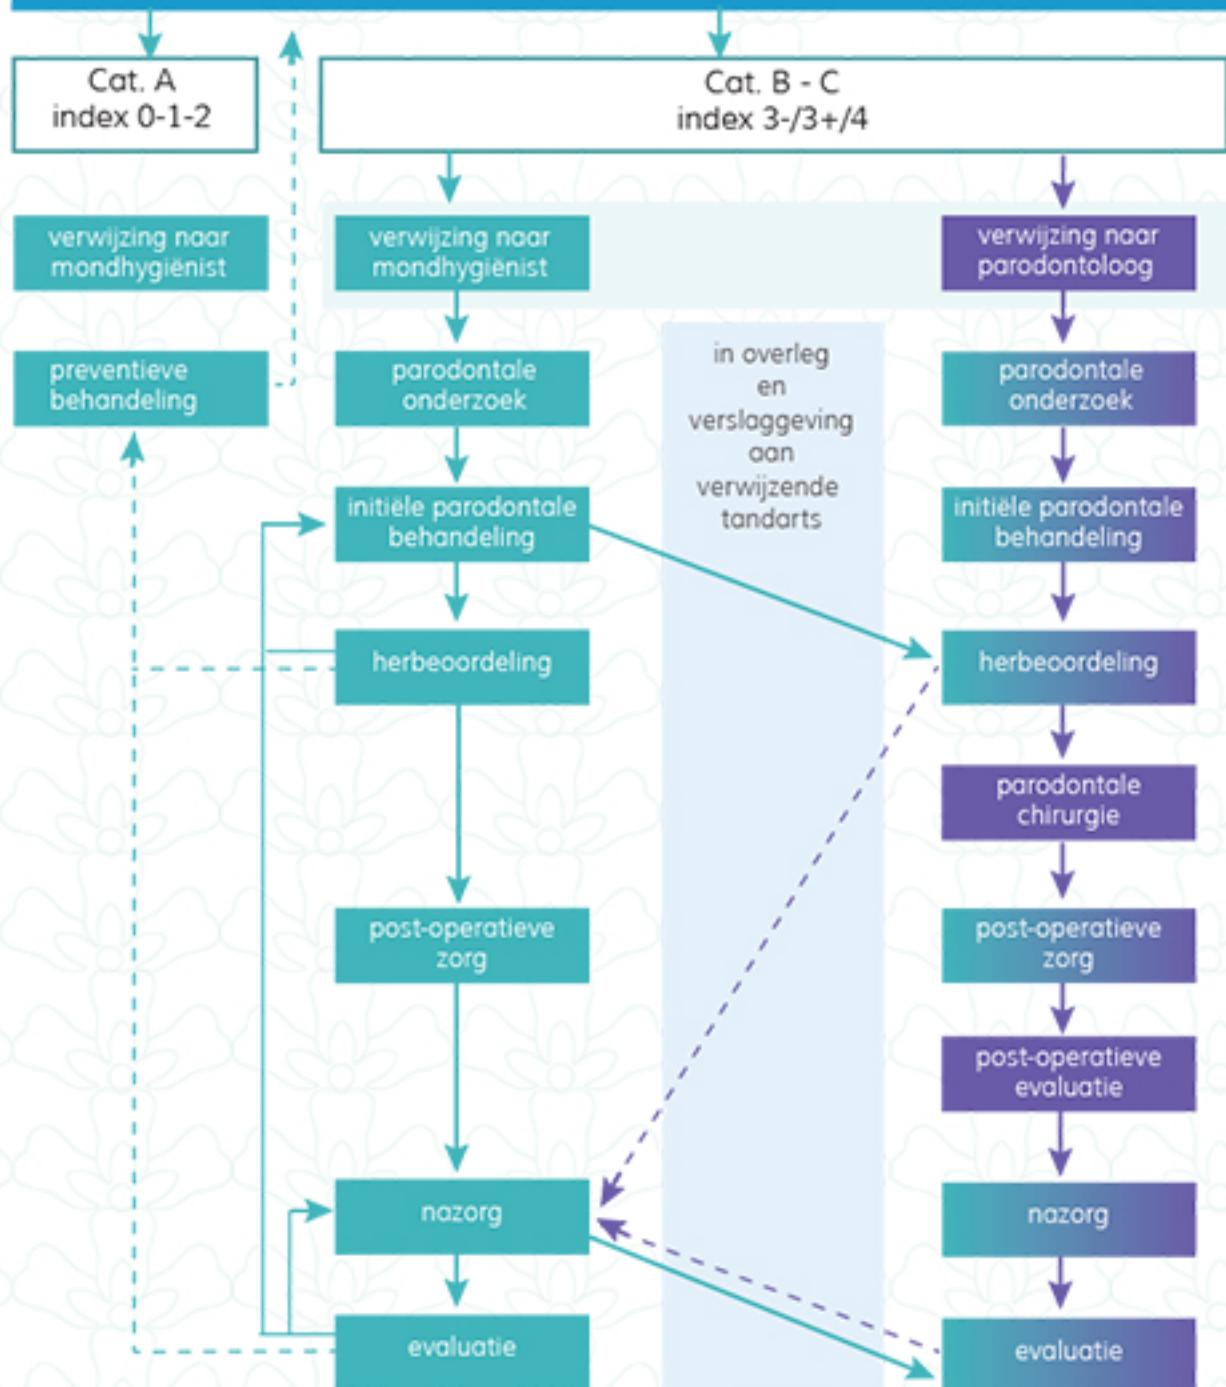 Cat. A
index 0-1-2
Cat. B - C
index 3-/3+/4
verwijzing naar
mondhygiënist
preventieve
behandeling
verwijzing naar
mondhygiënist
parodontale
onderzoek
initiële parodontale
behandeling
herbeoordeling
post-operatieve
zorg
nazorg
evaluatie
in overleg
en
verslaggeving
aan
verwijzende
tandarts
verwijzing naar
parodontoloog
parodontale
onderzoek
initiële parodontale
behandeling
herbeoordeling
parodontale
chirurgie
post-operatieve
zorg
post-operatieve
evaluatie
nazorg
evaluatie